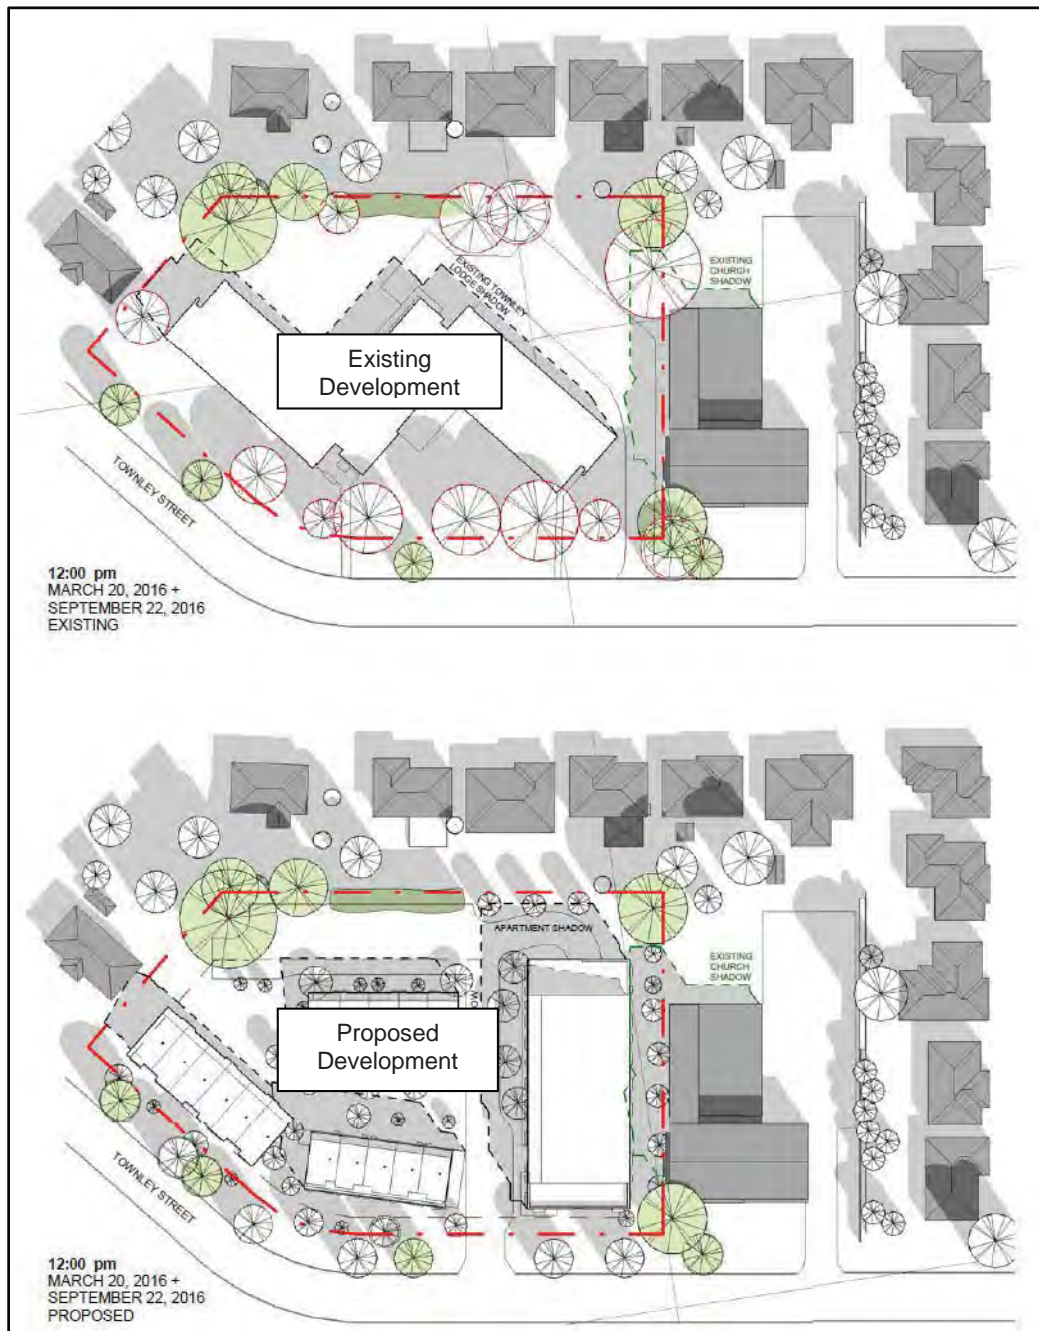 EXISTING TOWNLEY
LODGE SHADOW
EXISTING
CHURCH
SHADOW
Existing
Development
TOWNLEY STREET
12:00 pm
MARCH 20, 2016 +
SEPTEMBER 22, 2016
EXISTING
APARTMENT SHADOW
EXISTING
CHURCH
SHADOW
Proposed
Development
TOWNLEY STREET
12:00 pm
MARCH 20, 2016 +
SEPTEMBER 22, 2016
PROPOSED